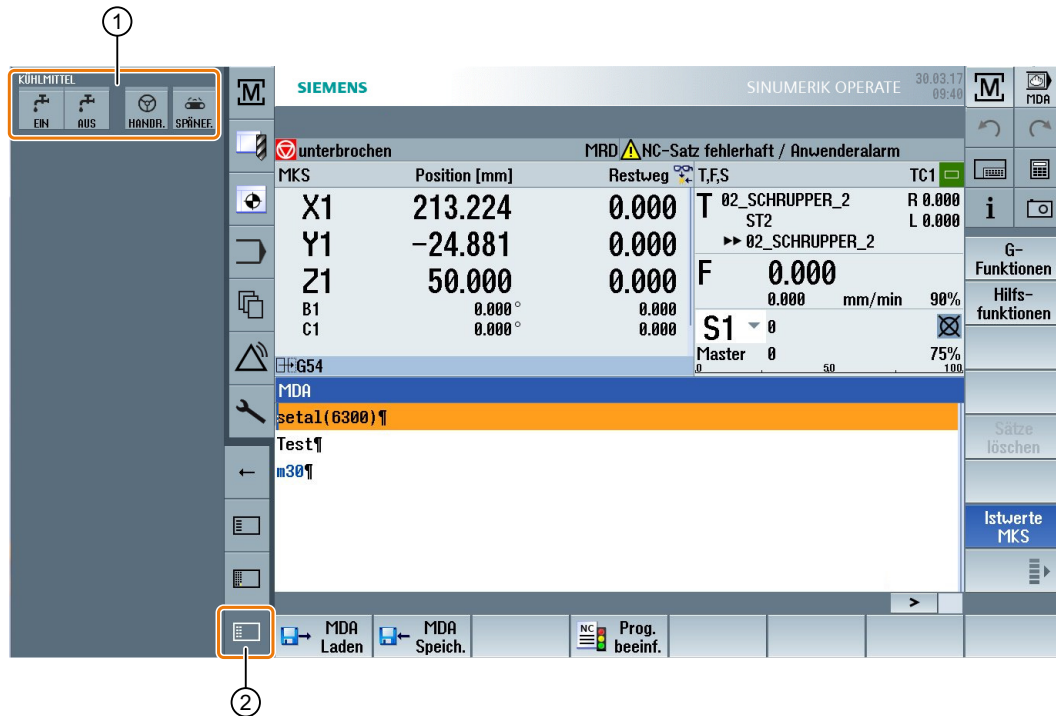 1
KÜHLMITTEL
EIN AUS HANDR. SPÄNEF.
M
SIEMENS
SINUMERIK OPERATE
30.03.17
09:40
M
MDA
unterbrochen
MRD NC-Satz fehlerhaft / Anwenderalarm
MKS Position [mm] Restweg
X1 213.224 0.000
Y1 -24.881 0.000
Z1 50.000 0.000
B1 0.000° 0.000
C1 0.000° 0.000
G54
T,F,S TC1
T 02_SCHRUPPER_2 R 0.000
ST2 L 0.000
02_SCHRUPPER_2
F 0.000
0.000 mm/min 90%
S1 0
Master 0 75%
0 50 100
i
G-
Funktionen
Hilfs-
funktionen
Sätze
löschen
Istwerte
MKS
MDA
setal(6300)¶
Test¶
m30¶
>
MDA
Laden
MDA
Speich.
NC
Prog.
beeinf.
2